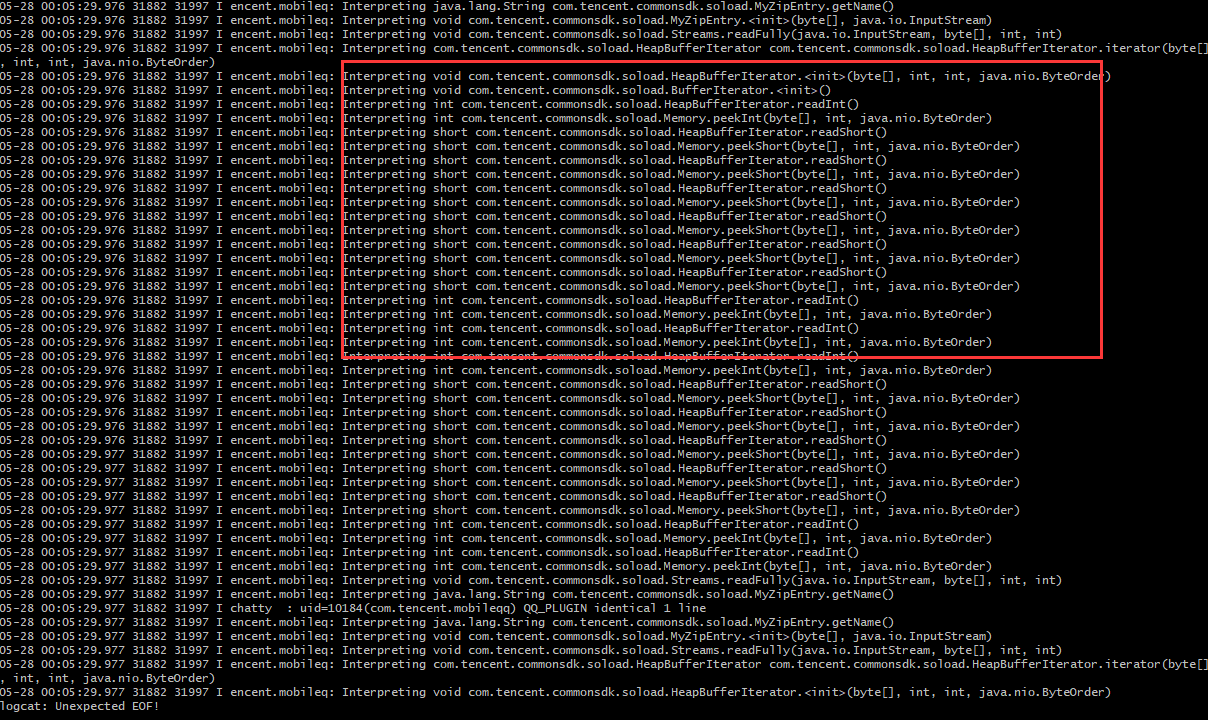 05-28 00:05:29.976 31882 31997 I encent.mobileq: Interpreting java.lang.String com.tencent.commonsdk.soload.MyZipEntry.getName()
05-28 00:05:29.976 31882 31997 I encent.mobileq: Interpreting void com.tencent.commonsdk.soload.MyZipEntry.<init>(byte[], java.io.InputStream)
05-28 00:05:29.976 31882 31997 I encent.mobileq: Interpreting void com.tencent.commonsdk.soload.Streams.readFully(java.io.InputStream, byte[], int, int)
05-28 00:05:29.976 31882 31997 I encent.mobileq: Interpreting com.tencent.commonsdk.soload.HeapBufferIterator com.tencent.commonsdk.soload.HeapBufferIterator.iterator(byte[]
, int, int, java.nio.ByteOrder)
05-28 00:05:29.976 31882 31997 I encent.mobileq: Interpreting void com.tencent.commonsdk.soload.HeapBufferIterator.<init>(byte[], int, int, java.nio.ByteOrder)
05-28 00:05:29.976 31882 31997 I encent.mobileq: Interpreting void com.tencent.commonsdk.soload.BufferIterator.<init>()
05-28 00:05:29.976 31882 31997 I encent.mobileq: Interpreting int com.tencent.commonsdk.soload.HeapBufferIterator.readInt()
05-28 00:05:29.976 31882 31997 I encent.mobileq: Interpreting int com.tencent.commonsdk.soload.Memory.peekInt(byte[], int, java.nio.ByteOrder)
05-28 00:05:29.976 31882 31997 I encent.mobileq: Interpreting short com.tencent.commonsdk.soload.HeapBufferIterator.readShort()
05-28 00:05:29.976 31882 31997 I encent.mobileq: Interpreting short com.tencent.commonsdk.soload.Memory.peekShort(byte[], int, java.nio.ByteOrder)
05-28 00:05:29.976 31882 31997 I encent.mobileq: Interpreting short com.tencent.commonsdk.soload.HeapBufferIterator.readShort()
05-28 00:05:29.976 31882 31997 I encent.mobileq: Interpreting short com.tencent.commonsdk.soload.Memory.peekShort(byte[], int, java.nio.ByteOrder)
05-28 00:05:29.976 31882 31997 I encent.mobileq: Interpreting short com.tencent.commonsdk.soload.HeapBufferIterator.readShort()
05-28 00:05:29.976 31882 31997 I encent.mobileq: Interpreting short com.tencent.commonsdk.soload.Memory.peekShort(byte[], int, java.nio.ByteOrder)
05-28 00:05:29.976 31882 31997 I encent.mobileq: Interpreting short com.tencent.commonsdk.soload.HeapBufferIterator.readShort()
05-28 00:05:29.976 31882 31997 I encent.mobileq: Interpreting short com.tencent.commonsdk.soload.Memory.peekShort(byte[], int, java.nio.ByteOrder)
05-28 00:05:29.976 31882 31997 I encent.mobileq: Interpreting short com.tencent.commonsdk.soload.HeapBufferIterator.readShort()
05-28 00:05:29.976 31882 31997 I encent.mobileq: Interpreting short com.tencent.commonsdk.soload.Memory.peekShort(byte[], int, java.nio.ByteOrder)
05-28 00:05:29.976 31882 31997 I encent.mobileq: Interpreting short com.tencent.commonsdk.soload.HeapBufferIterator.readShort()
05-28 00:05:29.976 31882 31997 I encent.mobileq: Interpreting short com.tencent.commonsdk.soload.Memory.peekShort(byte[], int, java.nio.ByteOrder)
05-28 00:05:29.976 31882 31997 I encent.mobileq: Interpreting int com.tencent.commonsdk.soload.HeapBufferIterator.readInt()
05-28 00:05:29.976 31882 31997 I encent.mobileq: Interpreting int com.tencent.commonsdk.soload.Memory.peekInt(byte[], int, java.nio.ByteOrder)
05-28 00:05:29.976 31882 31997 I encent.mobileq: Interpreting int com.tencent.commonsdk.soload.HeapBufferIterator.readInt()
05-28 00:05:29.976 31882 31997 I encent.mobileq: Interpreting int com.tencent.commonsdk.soload.Memory.peekInt(byte[], int, java.nio.ByteOrder)
05-28 00:05:29.976 31882 31997 I encent.mobileq: Interpreting int com.tencent.commonsdk.soload.HeapBufferIterator.readInt()
05-28 00:05:29.976 31882 31997 I encent.mobileq: Interpreting int com.tencent.commonsdk.soload.Memory.peekInt(byte[], int, java.nio.ByteOrder)
05-28 00:05:29.976 31882 31997 I encent.mobileq: Interpreting short com.tencent.commonsdk.soload.HeapBufferIterator.readShort()
05-28 00:05:29.976 31882 31997 I encent.mobileq: Interpreting short com.tencent.commonsdk.soload.Memory.peekShort(byte[], int, java.nio.ByteOrder)
05-28 00:05:29.976 31882 31997 I encent.mobileq: Interpreting short com.tencent.commonsdk.soload.HeapBufferIterator.readShort()
05-28 00:05:29.976 31882 31997 I encent.mobileq: Interpreting short com.tencent.commonsdk.soload.Memory.peekShort(byte[], int, java.nio.ByteOrder)
05-28 00:05:29.976 31882 31997 I encent.mobileq: Interpreting short com.tencent.commonsdk.soload.HeapBufferIterator.readShort()
05-28 00:05:29.977 31882 31997 I encent.mobileq: Interpreting short com.tencent.commonsdk.soload.Memory.peekShort(byte[], int, java.nio.ByteOrder)
05-28 00:05:29.977 31882 31997 I encent.mobileq: Interpreting short com.tencent.commonsdk.soload.HeapBufferIterator.readShort()
05-28 00:05:29.977 31882 31997 I encent.mobileq: Interpreting short com.tencent.commonsdk.soload.Memory.peekShort(byte[], int, java.nio.ByteOrder)
05-28 00:05:29.977 31882 31997 I encent.mobileq: Interpreting short com.tencent.commonsdk.soload.HeapBufferIterator.readShort()
05-28 00:05:29.977 31882 31997 I encent.mobileq: Interpreting short com.tencent.commonsdk.soload.Memory.peekShort(byte[], int, java.nio.ByteOrder)
05-28 00:05:29.977 31882 31997 I encent.mobileq: Interpreting int com.tencent.commonsdk.soload.HeapBufferIterator.readInt()
05-28 00:05:29.977 31882 31997 I encent.mobileq: Interpreting int com.tencent.commonsdk.soload.Memory.peekInt(byte[], int, java.nio.ByteOrder)
05-28 00:05:29.977 31882 31997 I encent.mobileq: Interpreting int com.tencent.commonsdk.soload.HeapBufferIterator.readInt()
05-28 00:05:29.977 31882 31997 I encent.mobileq: Interpreting int com.tencent.commonsdk.soload.Memory.peekInt(byte[], int, java.nio.ByteOrder)
05-28 00:05:29.977 31882 31997 I encent.mobileq: Interpreting void com.tencent.commonsdk.soload.Streams.readFully(java.io.InputStream, byte[], int, int)
05-28 00:05:29.977 31882 31997 I encent.mobileq: Interpreting java.lang.String com.tencent.commonsdk.soload.MyZipEntry.getName()
05-28 00:05:29.977 31882 31997 I chatty  : uid=10184(com.tencent.mobileqq) QQ_PLUGIN identical 1 line
05-28 00:05:29.977 31882 31997 I encent.mobileq: Interpreting java.lang.String com.tencent.commonsdk.soload.MyZipEntry.getName()
05-28 00:05:29.977 31882 31997 I encent.mobileq: Interpreting void com.tencent.commonsdk.soload.MyZipEntry.<init>(byte[], java.io.InputStream)
05-28 00:05:29.977 31882 31997 I encent.mobileq: Interpreting void com.tencent.commonsdk.soload.Streams.readFully(java.io.InputStream, byte[], int, int)
05-28 00:05:29.977 31882 31997 I encent.mobileq: Interpreting com.tencent.commonsdk.soload.HeapBufferIterator com.tencent.commonsdk.soload.HeapBufferIterator.iterator(byte[]
, int, int, java.nio.ByteOrder)
05-28 00:05:29.977 31882 31997 I encent.mobileq: Interpreting void com.tencent.commonsdk.soload.HeapBufferIterator.<init>(byte[], int, int, java.nio.ByteOrder)
logcat: Unexpected EOF!